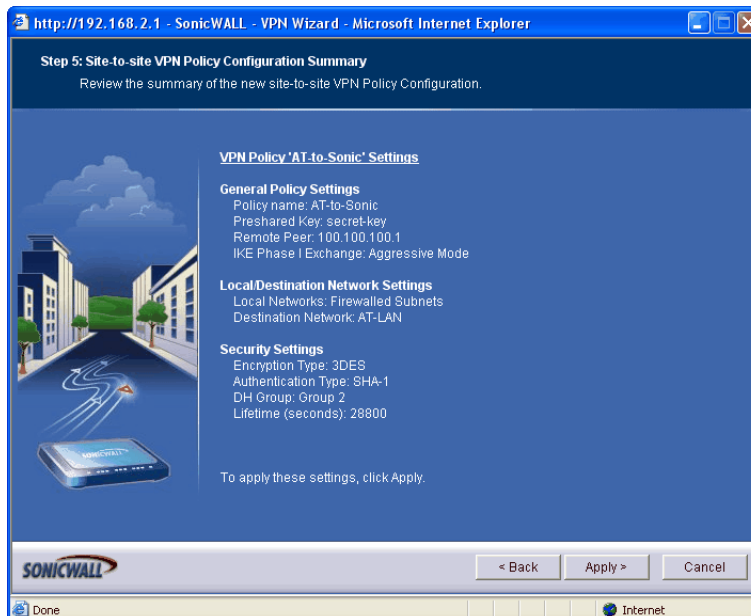 http://192.168.2.1 - SonicWALL - VPN Wizard - Microsoft Internet Explorer
Step 5: Site-to-site VPN Policy Configuration Summary
Review the summary of the new site-to-site VPN Policy Configuration.
VPN Policy 'AT-to-Sonic' Settings
General Policy Settings
Policy name: AT-to-Sonic
Preshared Key: secret-key
Remote Peer: 100.100.100.1
IKE Phase I Exchange: Aggressive Mode
Local/Destination Network Settings
Local Networks: Firewalled Subnets
Destination Network: AT-LAN
Security Settings
Encryption Type: 3DES
Authentication Type: SHA-1
DH Group: Group 2
Lifetime (seconds): 28800
SONICWALL
To apply these settings, click Apply.
SONICWALL
< Back
Apply >
Cancel
Done
Internet